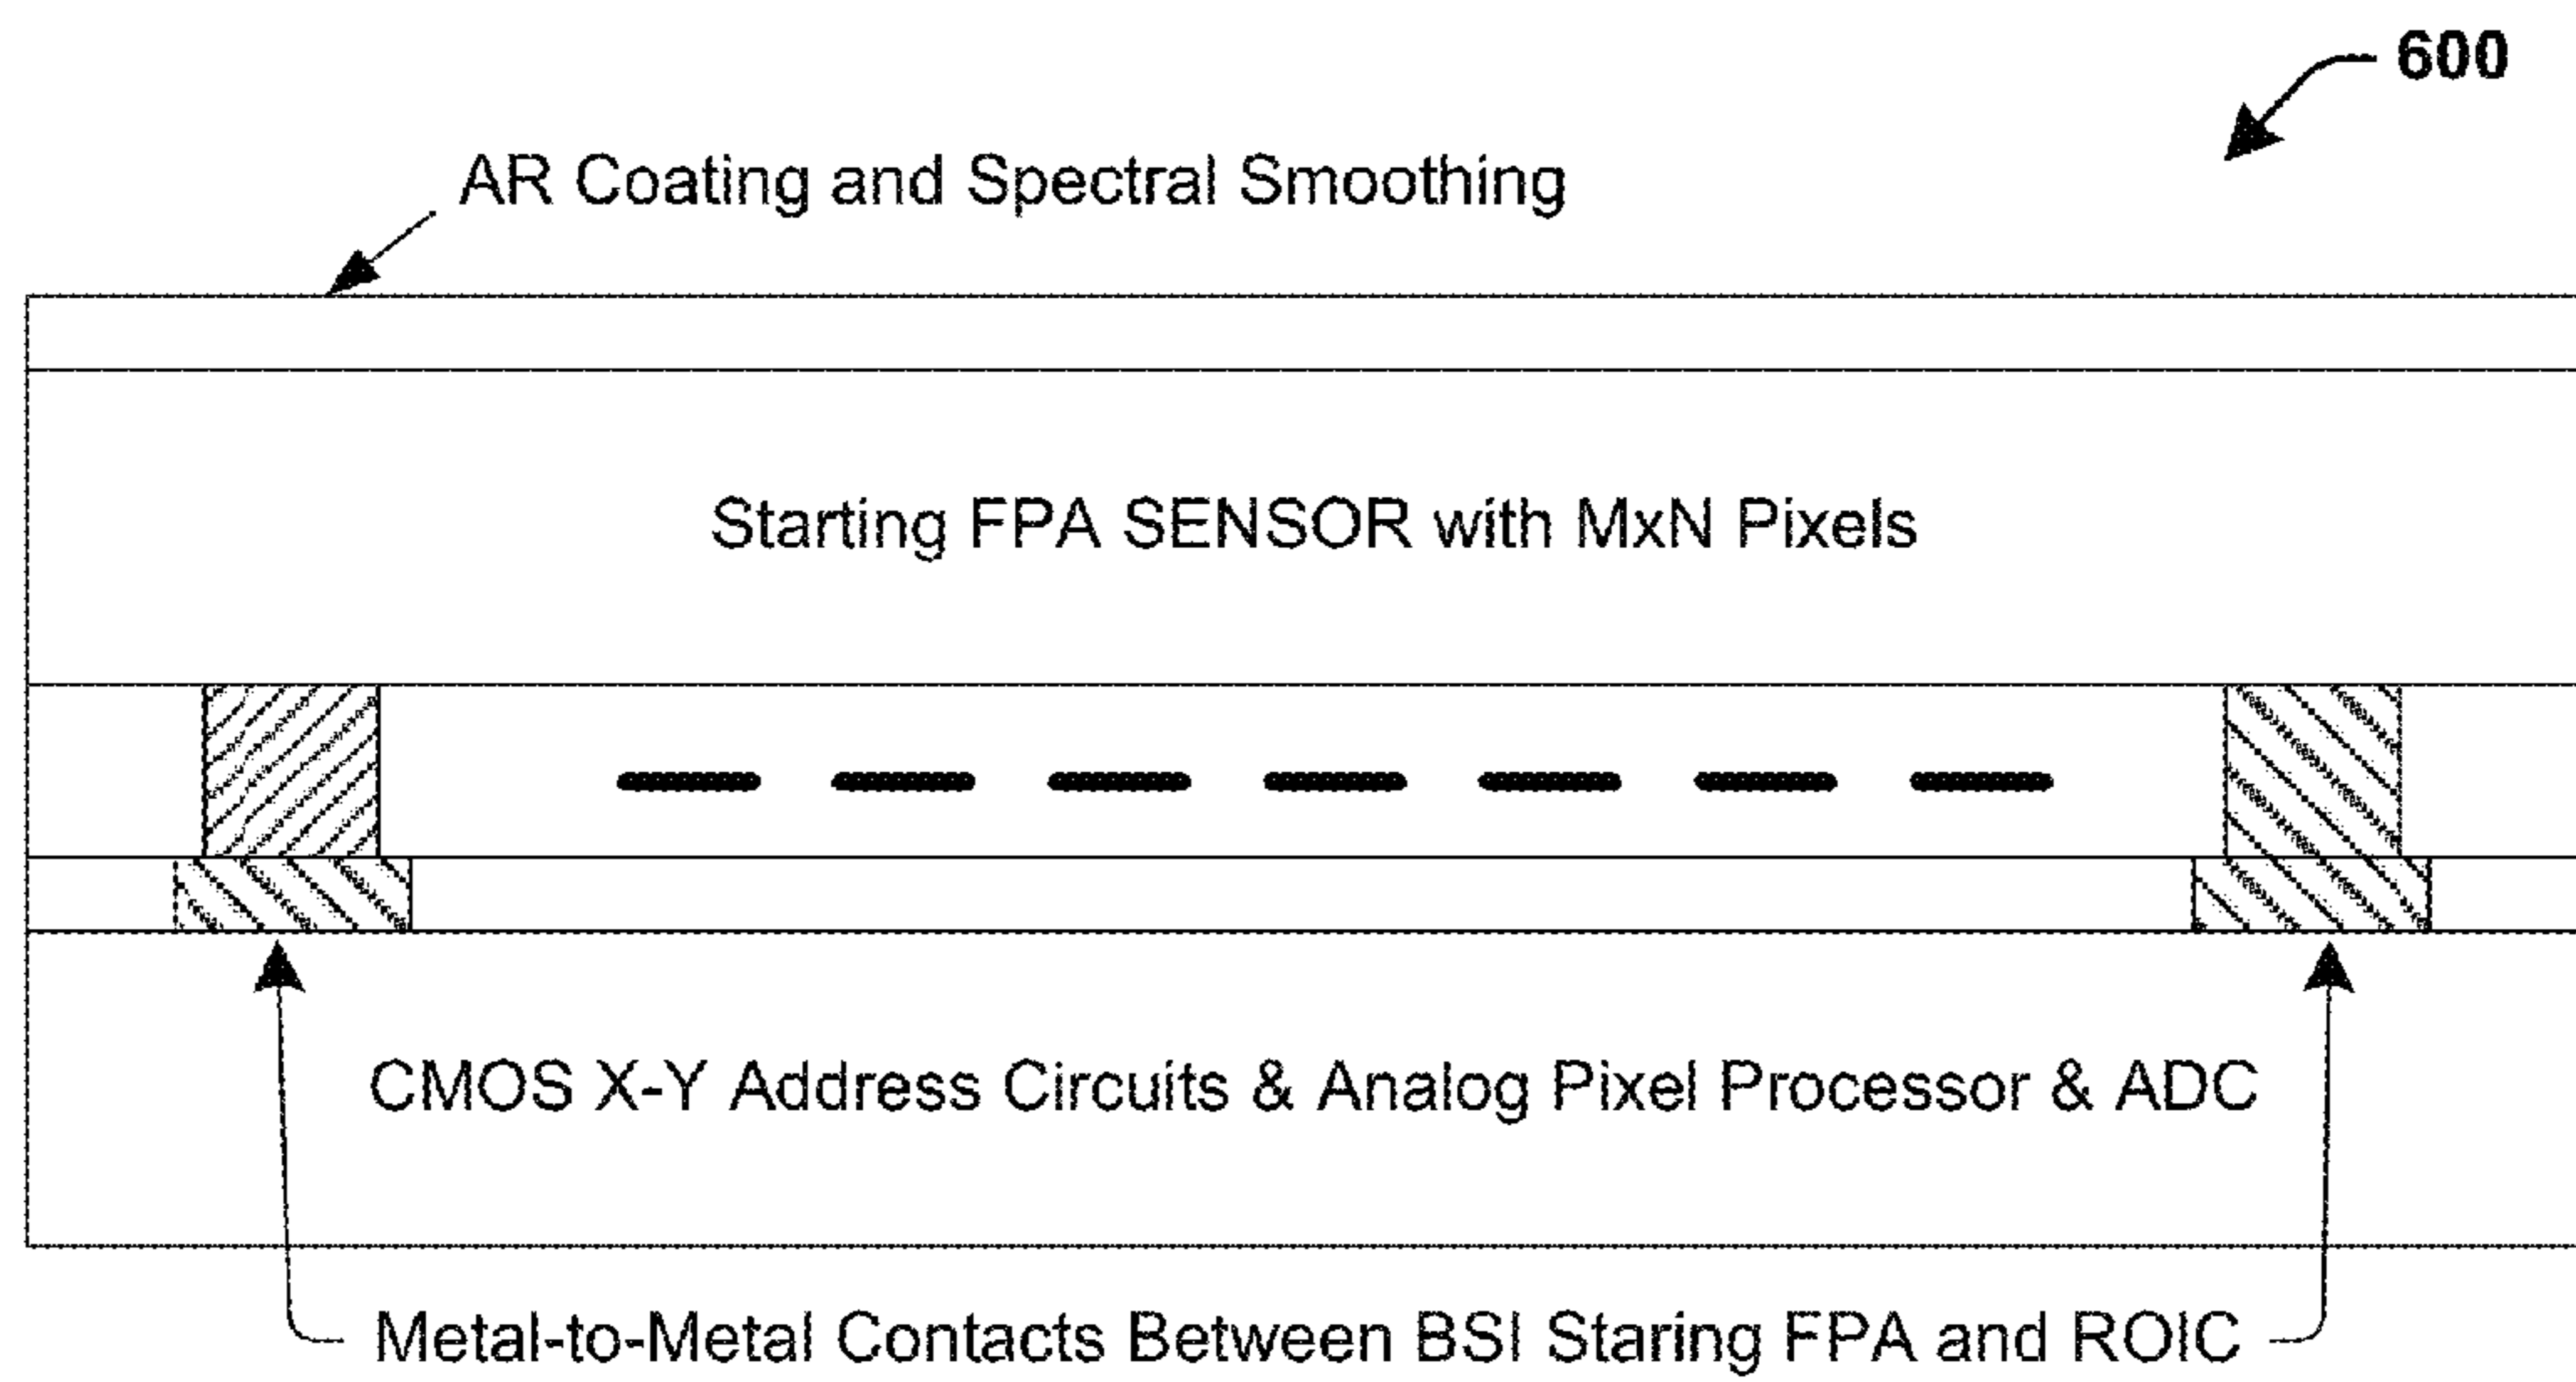 600
AR Coating and Spectral Smoothing
Starting FPA SENSOR with MxN Pixels
CMOS X-Y Address Circuits & Analog Pixel Processor & ADC
Metal-to-Metal Contacts Between BSI Staring FPA and ROIC